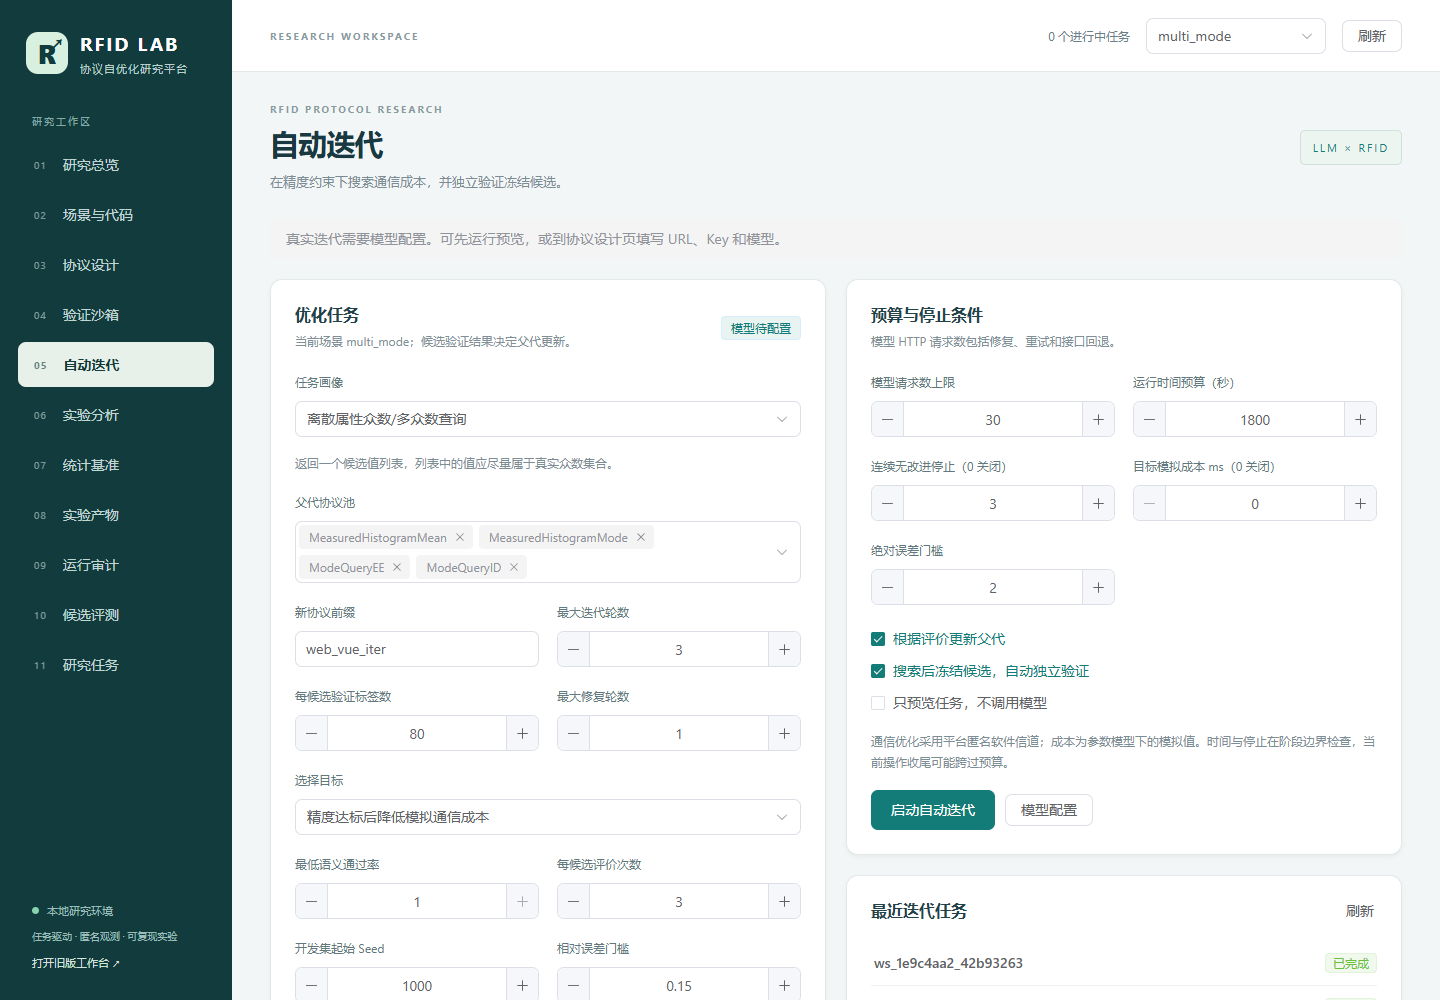 RFID LAB
协议自优化研究平台
研究工作区
01 研究总览
02 场景与代码
03 协议设计
04 验证沙箱
05 自动迭代
06 实验分析
07 统计基准
08 实验产物
09 运行审计
10 候选评测
11 研究任务
本地研究环境
任务驱动 · 匿名观测 · 可复现实验
打开旧版工作台 ↗
RESEARCH WORKSPACE
0 个进行中任务
multi_mode
刷新
RFID PROTOCOL RESEARCH
自动迭代
在精度约束下搜索通信成本，并独立验证冻结候选。
LLM × RFID
真实迭代需要模型配置。可先运行预览，或到协议设计页填写 URL、Key 和模型。
优化任务
当前场景 multi_mode；候选验证结果决定父代更新。
模型待配置
任务画像
离散属性众数/多众数查询
返回一个候选值列表，列表中的值应尽量属于真实众数集合。
父代协议池
MeasuredHistogramMean ×
MeasuredHistogramMode ×
ModeQueryEE ×
ModeQueryID ×
新协议前缀
最大迭代轮数
web_vue_iter
3
每候选验证标签数
最大修复轮数
80
1
选择目标
精度达标后降低模拟通信成本
最低语义通过率
每候选评价次数
1
3
开发集起始 Seed
相对误差门槛
1000
0.15
预算与停止条件
模型 HTTP 请求数包括修复、重试和接口回退。
模型请求数上限
运行时间预算（秒）
30
1800
连续无改进停止（0 关闭）
目标模拟成本 ms（0 关闭）
3
0
绝对误差门槛
2
根据评价更新父代
搜索后冻结候选，自动独立验证
只预览任务，不调用模型
通信优化采用平台匿名软件信道；成本为参数模型下的模拟值。时间与停止在阶段边界检查，当
前操作收尾可能跨过预算。
启动自动迭代
模型配置
最近迭代任务
刷新
ws_1e9c4aa2_42b93263
已完成